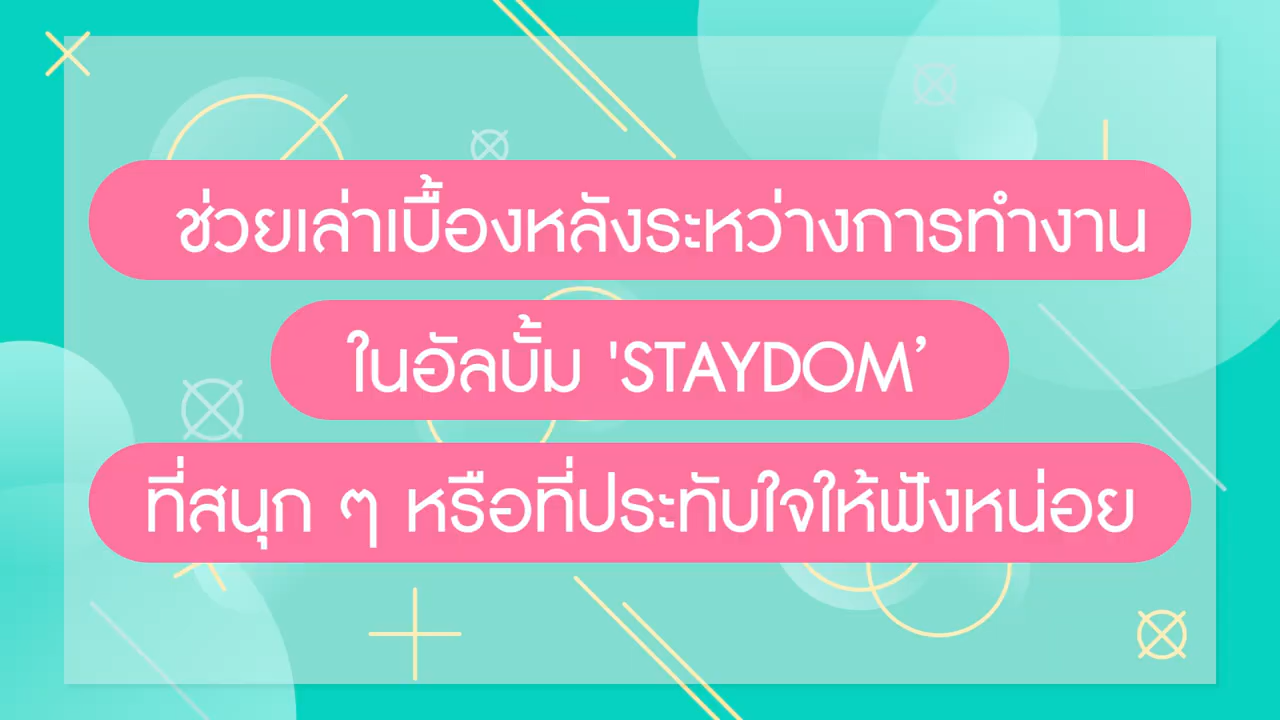 ช่วยเล่าเบื้องหลังระหว่างการทำงาน
ในอัลบั้ม 'STAYDOM’
ที่สนุก ๆ หรือที่ประทับใจให้ฟังหน่อย